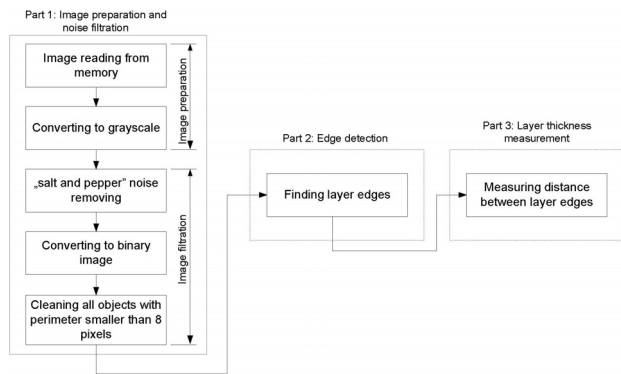 Part 1: Image preparation and
noise filtration
Image reading from
memory
Converting to grayscale
Image preparation
„salt and pepper” noise
removing
Converting to binary
image
Cleaning all objects with
perimeter smaller than 8
pixels
Image filtration
Part 2: Edge detection
Finding layer edges
Part 3: Layer thickness
measurement
Measuring distance
between layer edges